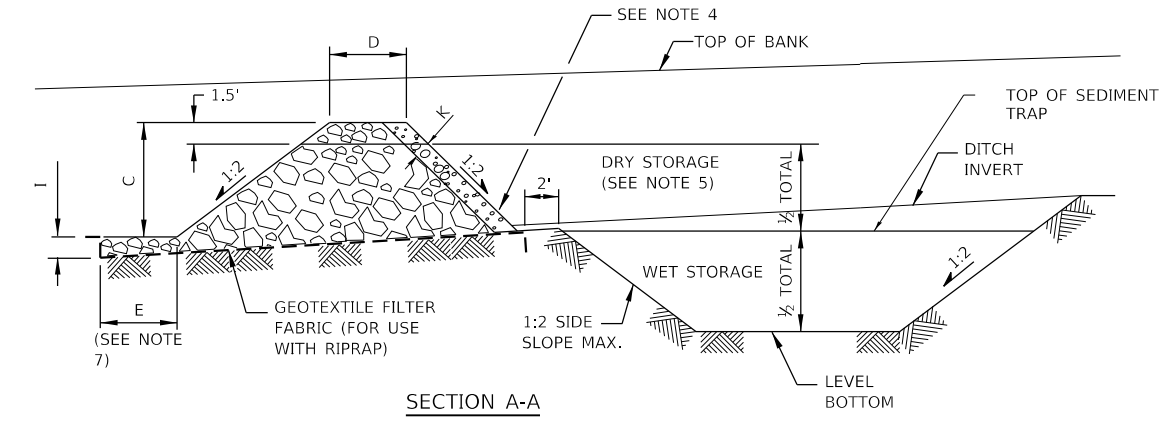 SEE NOTE 4
D
TOP OF BANK
1.5'
TOP OF SEDIMENT
TRAP
K
DITCH
INVERT
1:2
1:2
DRY STORAGE
(SEE NOTE 5)
½ TOTAL
C
I
2'
WET STORAGE
½ TOTAL
1:2
E
(SEE NOTE
7)
GEOTEXTILE FILTER
FABRIC (FOR USE
WITH RIPRAP)
1:2 SIDE
SLOPE MAX.
LEVEL
BOTTOM
SECTION A-A